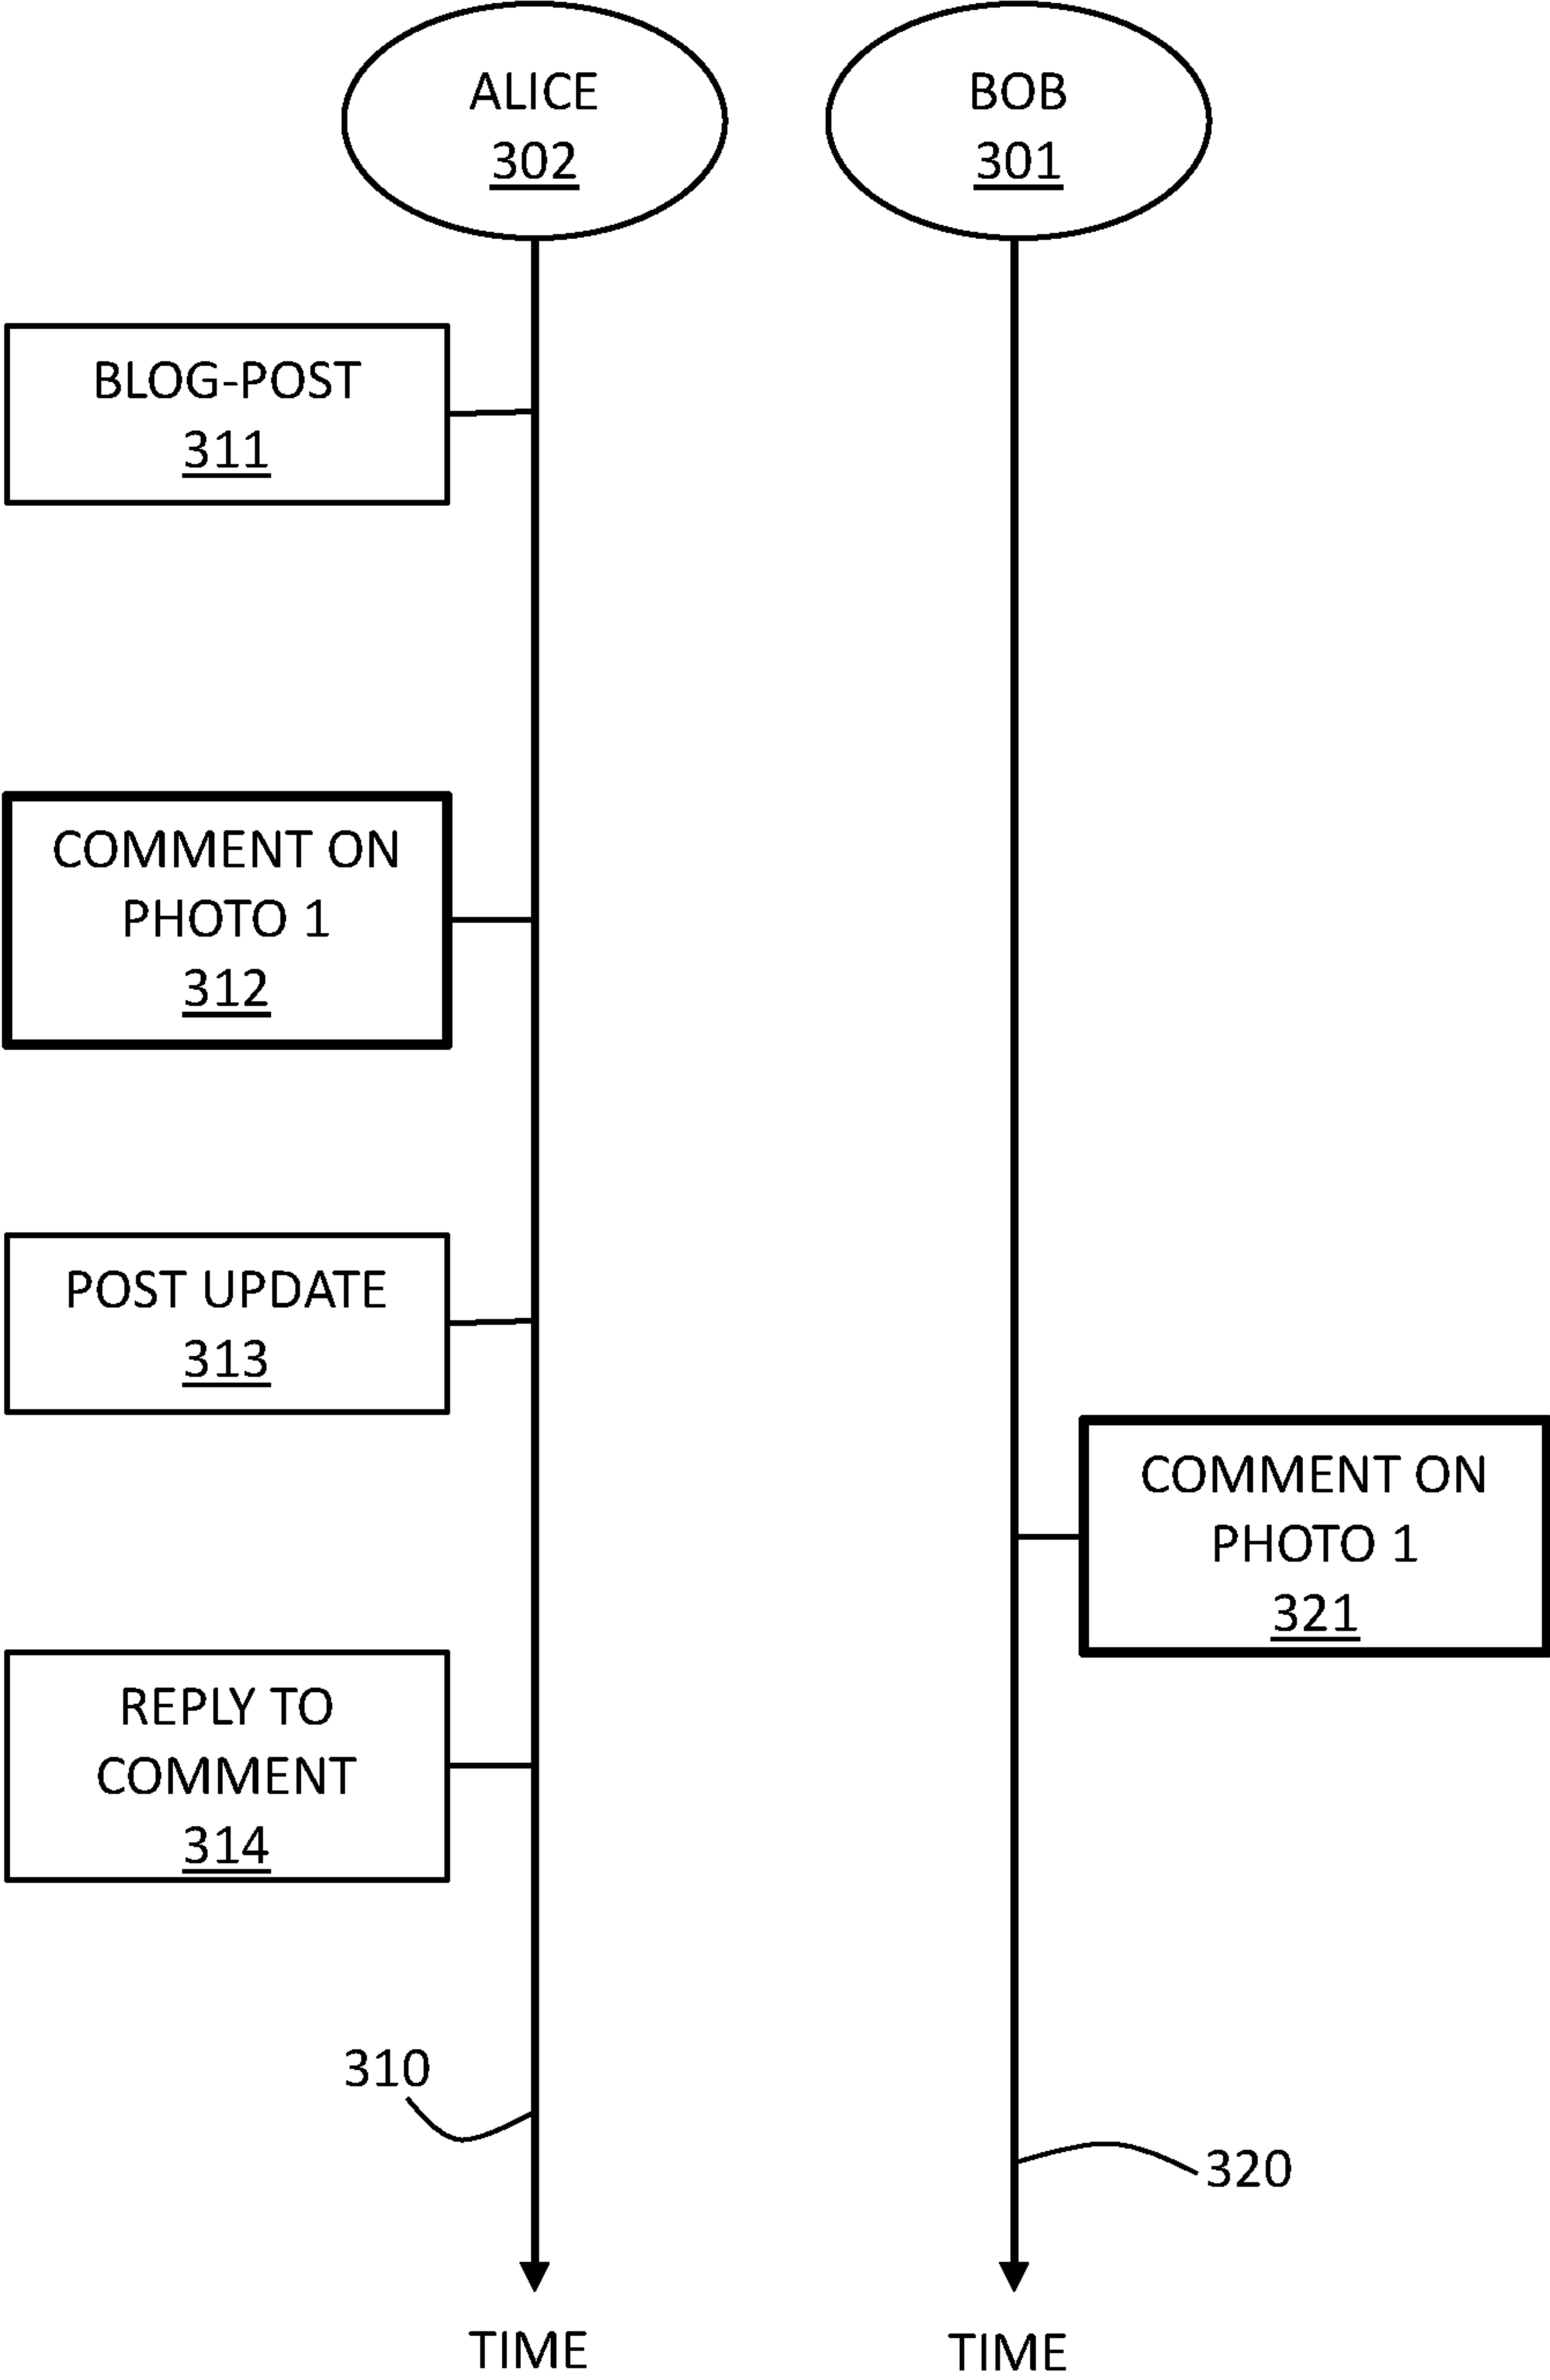 ALICE
302
BOB
301
BLOG-POST
311
COMMENT ON
PHOTO 1
312
POST UPDATE
313
COMMENT ON
PHOTO 1
321
REPLY TO
COMMENT
314
310
320
TIME
TIME